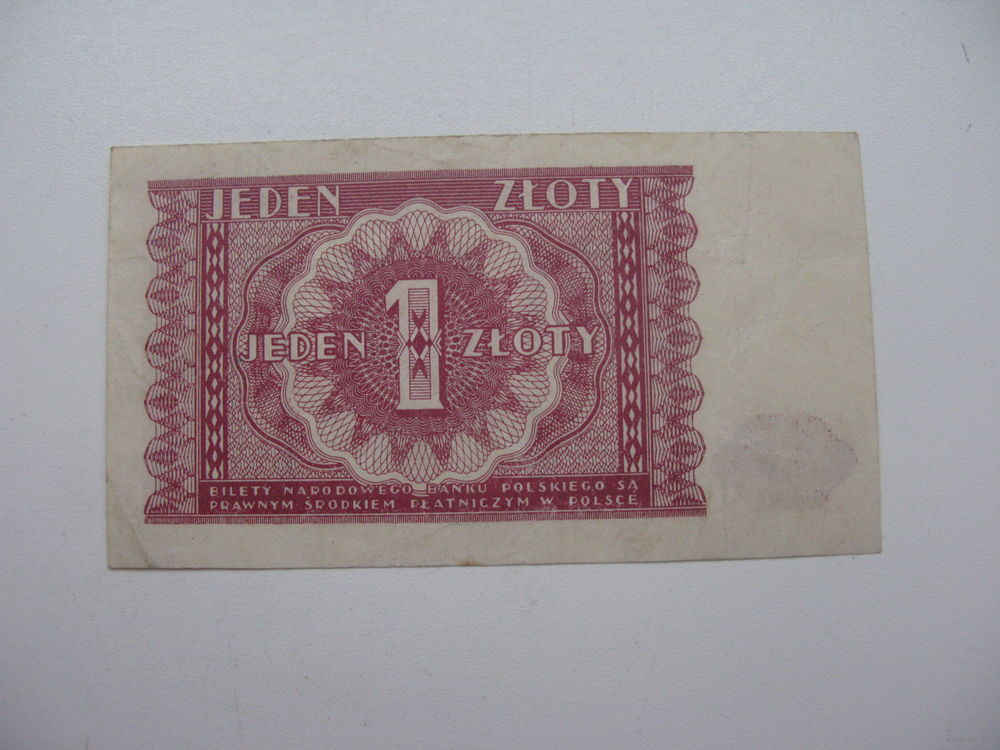 JEDEN ZŁOTY
JEDEN 1 ZŁOTY
BILETY NARODOWEGO BANKU POLSKIEGO SĄ
PRAWNYM ŚRODKIEM PŁATNICZYM W POLSCE